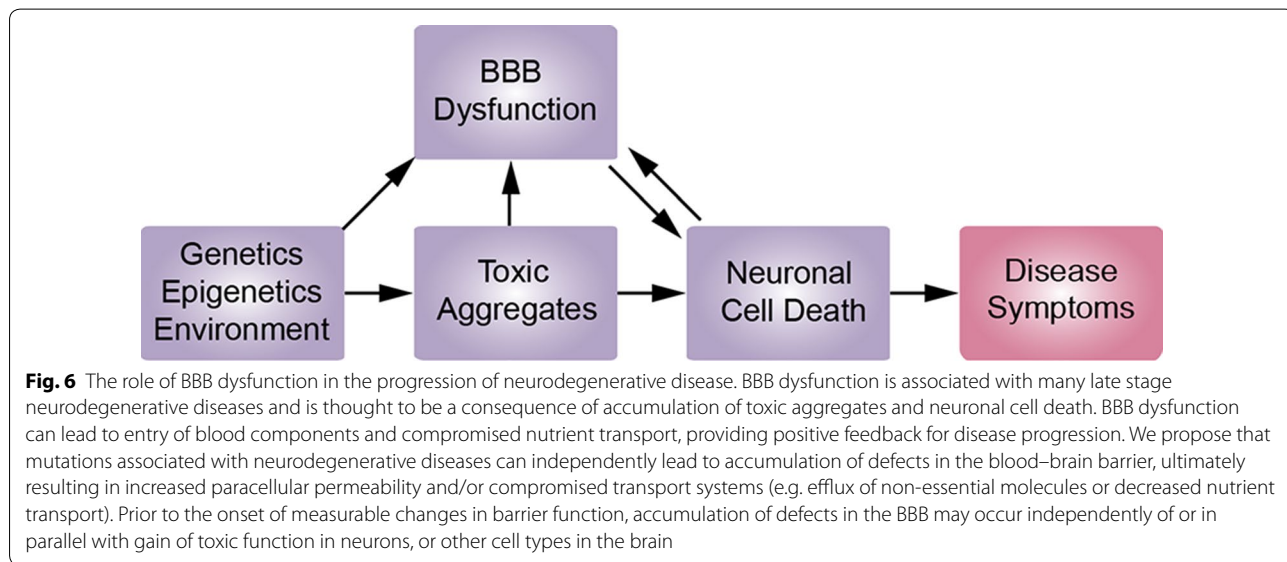 BBB
Dysfunction
Genetics
Epigenetics
Environment
Toxic
Aggregates
Neuronal
Cell Death
Disease
Symptoms
Fig. 6 The role of BBB dysfunction in the progression of neurodegenerative disease. BBB dysfunction is associated with many late stage
neurodegenerative diseases and is thought to be a consequence of accumulation of toxic aggregates and neuronal cell death. BBB dysfunction
can lead to entry of blood components and compromised nutrient transport, providing positive feedback for disease progression. We propose that
mutations associated with neurodegenerative diseases can independently lead to accumulation of defects in the blood–brain barrier, ultimately
resulting in increased paracellular permeability and/or compromised transport systems (e.g. efflux of non-essential molecules or decreased nutrient
transport). Prior to the onset of measurable changes in barrier function, accumulation of defects in the BBB may occur independently of or in
parallel with gain of toxic function in neurons, or other cell types in the brain